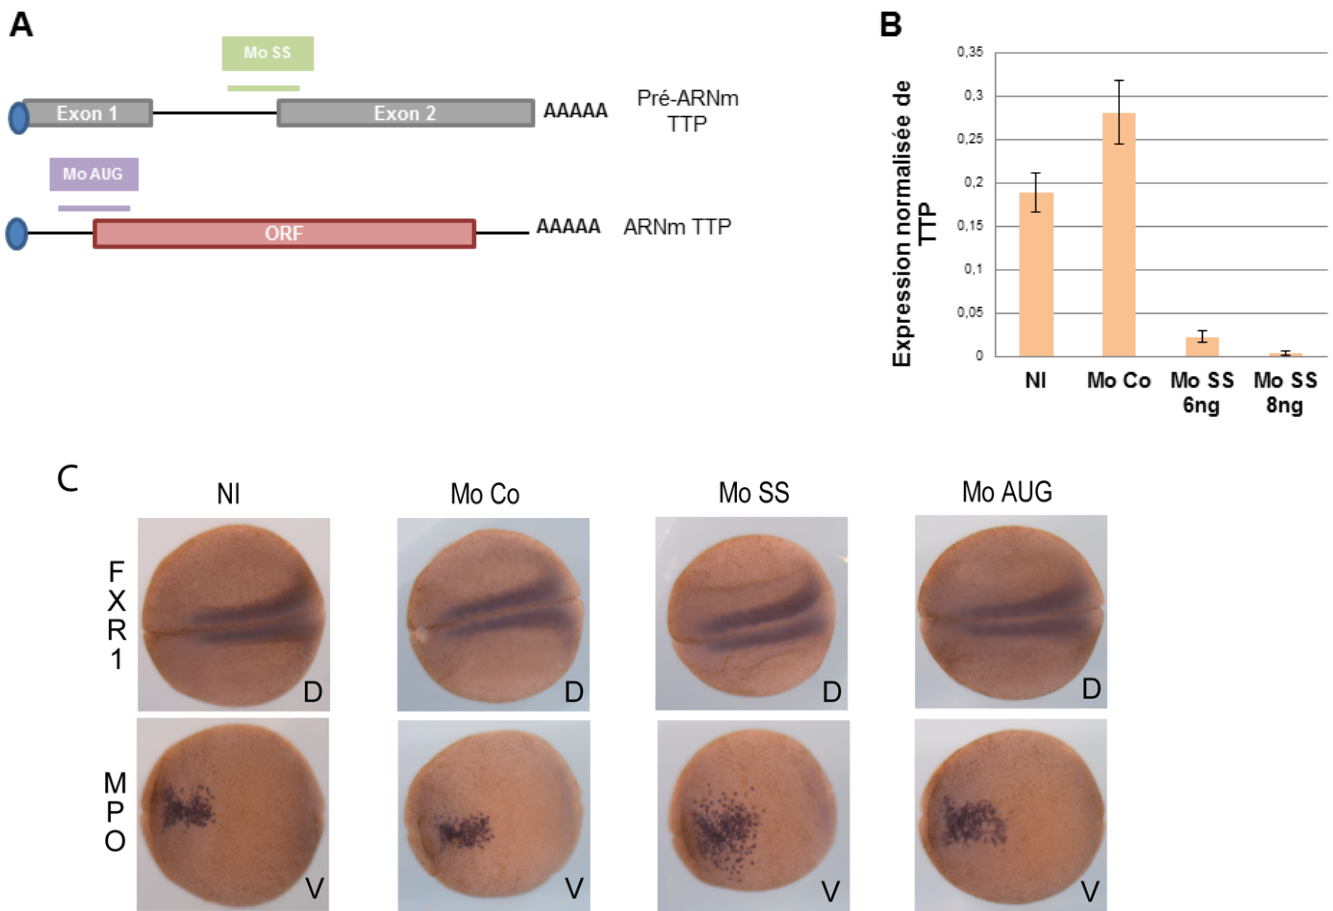 A
Mo SS
Exon 1
Exon 2
AAAAA
Pré-ARNm
TTP
Mo AUG
ORF
AAAAA
ARNm TTP
B
Expression normalisée de
TTP
0,35
0,3
0,25
0,2
0,15
0,1
0,05
0
NI
Mo Co
Mo SS
6ng
Mo SS
8ng
C
NI
Mo Co
Mo SS
Mo AUG
F
X
R
1
D
D
D
D
M
P
O
V
V
V
V